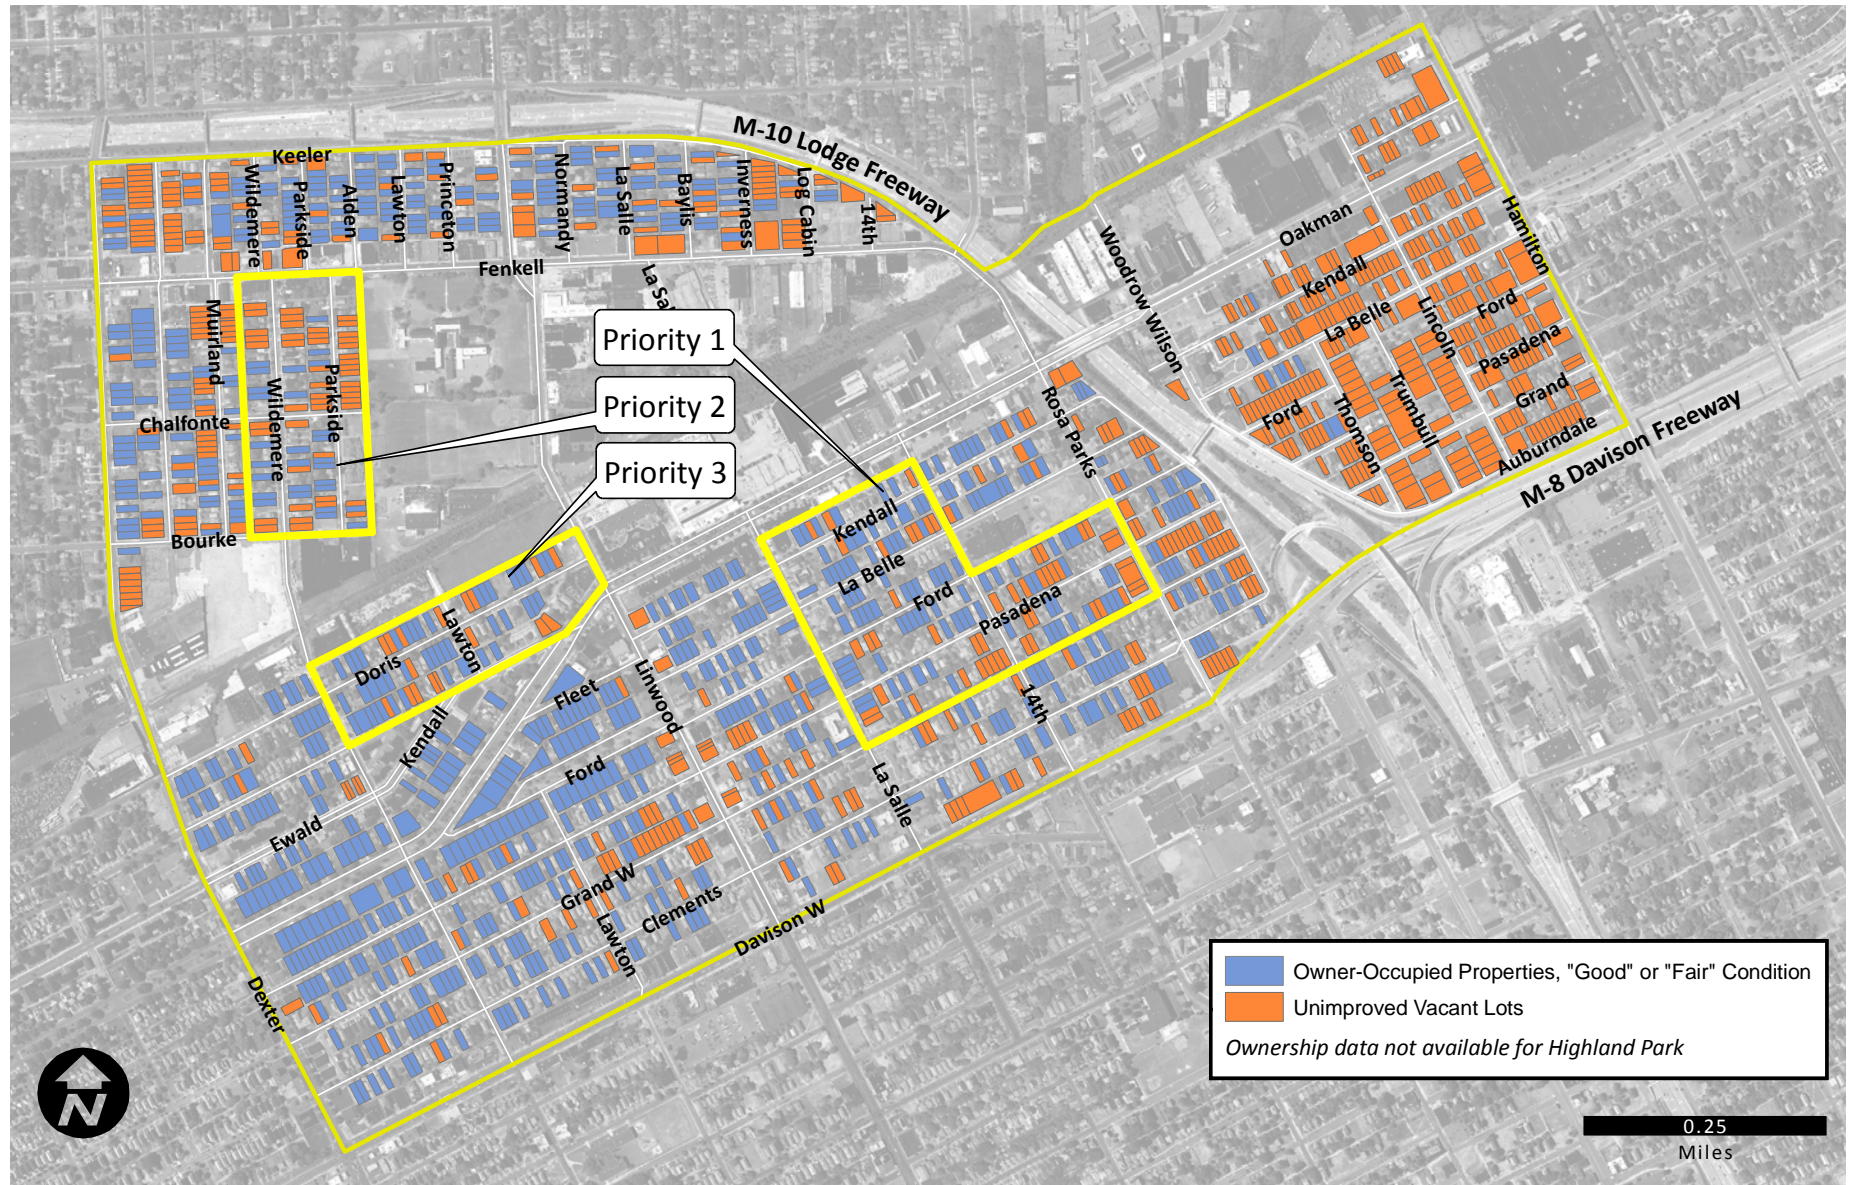 M-10 Lodge Freeway
Keeler
Wildemere
Parkside
Alden
Lawton
Princeton
Normandy
La Salle
Baylis
Inverness
Log Cabin
14th
Fenkell
La Sal
Woodrow Wilson
Oakman
Hamilton
Kendall
La Belle
Lincoln
Ford
Pasadena
Grand
Ford
Thomson
Trumbull
Auburndale
M-8 Davison Freeway
Muirland
Chalfonte
Wildemere
Parkside
Bourke
Priority 1
Priority 2
Priority 3
Rosa Parks
Kendall
La Belle
Ford
Pasadena
Doris
Lawton
Linwood
Fleet
Kendall
Ford
14th
La Salle
Ewald
Grand W
Clements
Lawton
Davison W
Dexter
Owner-Occupied Properties, "Good" or "Fair" Condition
Unimproved Vacant Lots
Ownership data not available for Highland Park
N
0.25
Miles